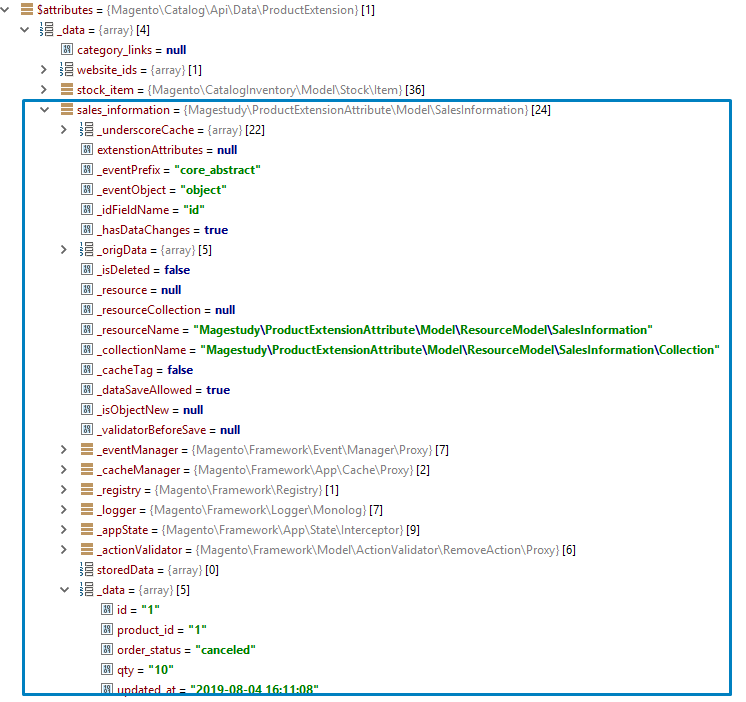 $attributes = {Magento\Catalog\Api\Data\ProductExtension} [1]
_data = {array} [4]
category_links = null
website_ids = {array} [1]
stock_item = {Magento\CatalogInventory\Model\Stock\Item} [36]
sales_information = {Magestudy\ProductExtensionAttribute\Model\SalesInformation} [24]
_underscoreCache = {array} [22]
extenstionAttributes = null
_eventPrefix = "core_abstract"
_eventObject = "object"
_idFieldName = "id"
_hasDataChanges = true
_origData = {array} [5]
_isDeleted = false
_resource = null
_resourceCollection = null
_resourceName = "Magestudy\ProductExtensionAttribute\Model\ResourceModel\SalesInformation"
_collectionName = "Magestudy\ProductExtensionAttribute\Model\ResourceModel\SalesInformation\Collection"
_cacheTag = false
_dataSaveAllowed = true
_isObjectNew = null
_validatorBeforeSave = null
_eventManager = {Magento\Framework\Event\Manager\Proxy} [7]
_cacheManager = {Magento\Framework\App\Cache\Proxy} [2]
_registry = {Magento\Framework\Registry} [1]
_logger = {Magento\Framework\Logger\Monolog} [7]
_appState = {Magento\Framework\App\State\Interceptor} [9]
_actionValidator = {Magento\Framework\Model\ActionValidator\RemoveAction\Proxy} [6]
storedData = {array} [0]
_data = {array} [5]
id = "1"
product_id = "1"
order_status = "canceled"
qty = "10"
updated_at = "2019-08-04 16:11:08"